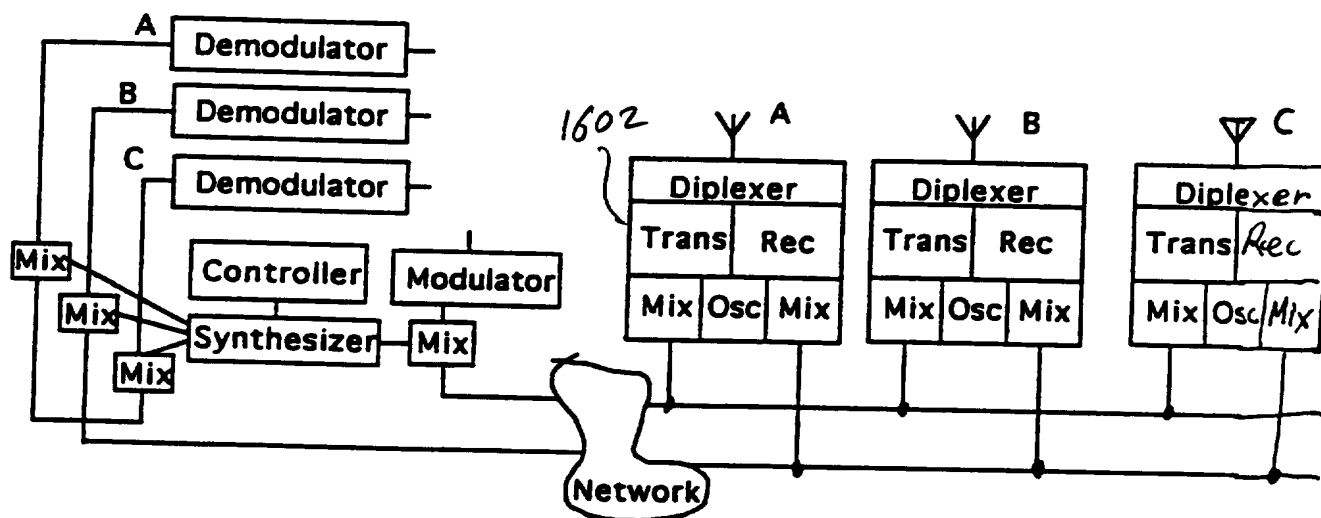 A
Demodulator
B
Demodulator
C
Demodulator
Mix
Mix
Mix
Controller
Synthesizer
Modulator
Mix
Network
1602
A
Diplexer
Trans Rec
Mix Osc Mix
B
Diplexer
Trans Rec
Mix Osc Mix
C
Diplexer
Trans Rec
Mix Osc Mix